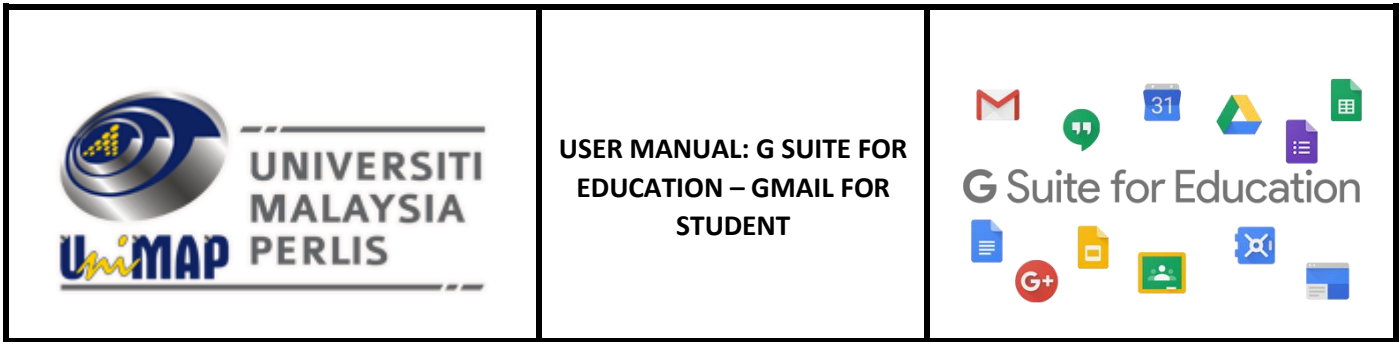 UNIVERSITI
MALAYSIA
PERLIS
UniMAP
USER MANUAL: G SUITE FOR
EDUCATION – GMAIL FOR
STUDENT
31
G Suite for Education
G+